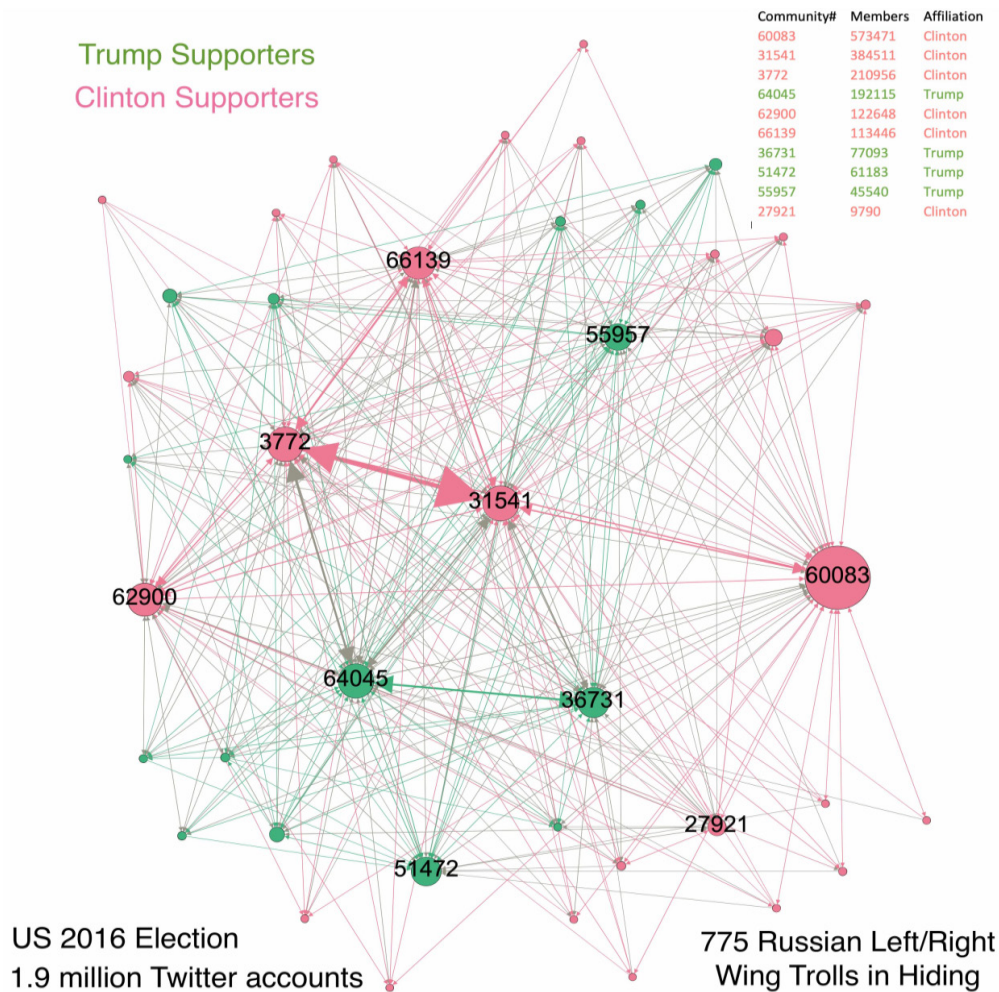 Trump Supporters
Clinton Supporters
Community# Members Affiliation
60083 573471 Clinton
31541 384511 Clinton
3772 210956 Clinton
64045 192115 Trump
62900 122648 Clinton
66139 113446 Clinton
36731 77093 Trump
51472 61183 Trump
55957 45540 Trump
27921 9790 Clinton
66139
55957
3772
31541
60083
62900
64045
36731
27921
51472
US 2016 Election
1.9 million Twitter accounts
775 Russian Left/Right
Wing Trolls in Hiding